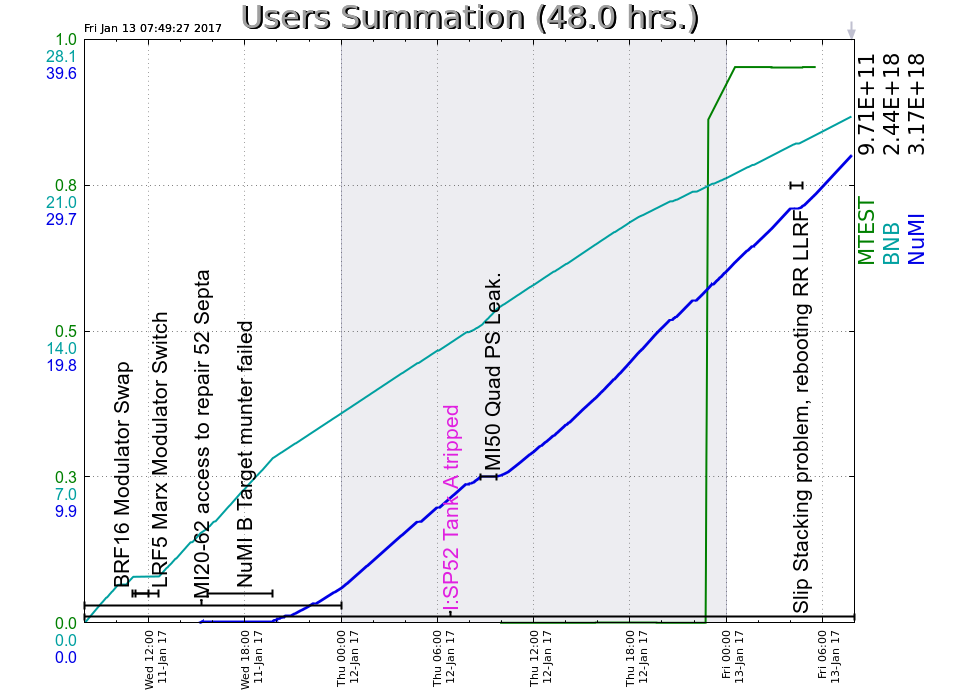 Users Summation (48.0 hrs.)
Fri Jan 13 07:49:27 2017
1.0
28.1
39.6
0.8
21.0
29.7
0.5
14.0
19.8
0.3
7.0
9.9
0.0
0.0
0.0
BRF16 Modulator Swap
LRF5 Marx Modulator Switch
MI20-62 access to repair 52 Septa
NuMI B Target munter failed
I:SP52 Tank A tripped
MI50 Quad PS Leak.
Slip Stacking problem, rebooting RR LLRF
MTEST 9.71E+11
BNB 2.44E+18
NuMI 3.17E+18
Wed 12:00
11-Jan 17
Wed 18:00
11-Jan 17
Thu 00:00
12-Jan 17
Thu 06:00
12-Jan 17
Thu 12:00
12-Jan 17
Thu 18:00
12-Jan 17
Fri 00:00
13-Jan 17
Fri 06:00
13-Jan 17